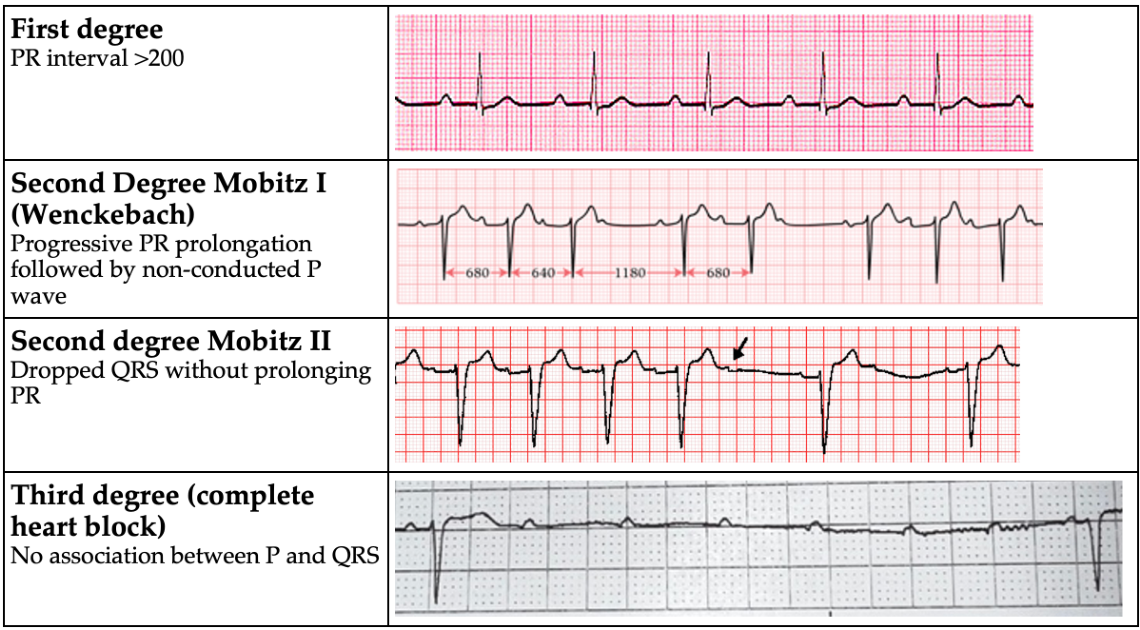 First degree
PR interval >200
Second Degree Mobitz I
(Wenckebach)
Progressive PR prolongation
followed by non-conducted P
wave
680
640
1180
680
Second degree Mobitz II
Dropped QRS without prolonging
PR
Third degree (complete
heart block)
No association between P and QRS